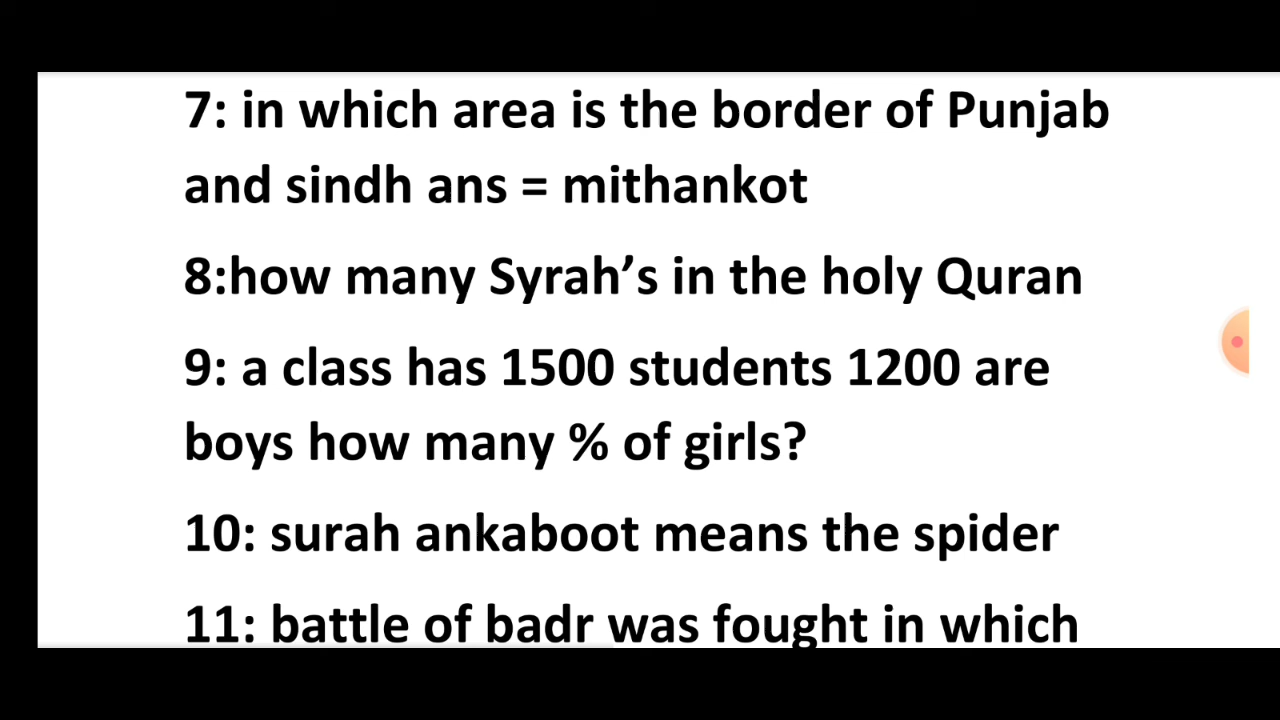 7: in which area is the border of Punjab
and sindh ans = mithankot
8:how many Syrah’s in the holy Quran
9: a class has 1500 students 1200 are
boys how many % of girls?
10: surah ankaboot means the spider
11: battle of badr was fought in which